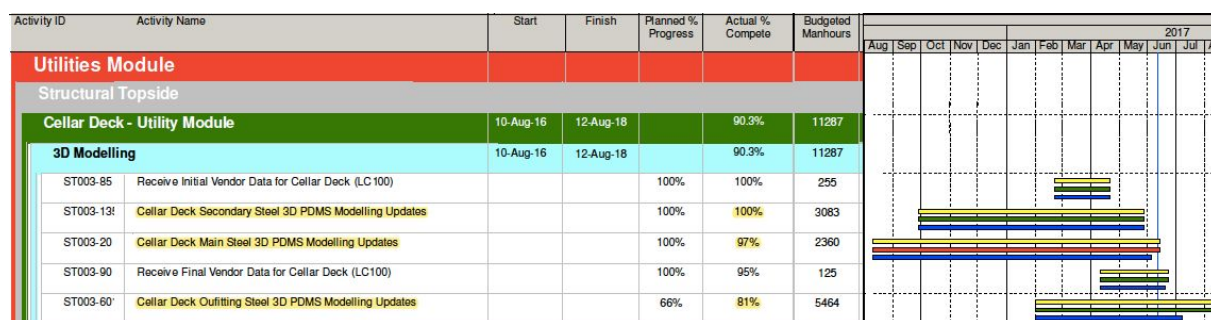 Activity ID Activity Name Start Finish Planned % Progress Actual % Compete Budgeted Manhours
2017
Aug Sep Oct Nov Dec Jan Feb Mar Apr May Jun Jul A
Utilities Module
Structural Topside
Cellar Deck - Utility Module 10-Aug-16 12-Aug-18 90.3% 11287
3D Modelling 10-Aug-16 12-Aug-18 90.3% 11287
ST003-85 Receive Initial Vendor Data for Cellar Deck (LC100) 100% 100% 255
ST003-13 Cellar Deck Secondary Steel 3D PDMS Modelling Updates 100% 100% 3083
ST003-20 Cellar Deck Main Steel 3D PDMS Modelling Updates 100% 97% 2360
ST003-90 Receive Final Vendor Data for Cellar Deck (LC100) 100% 95% 125
ST003-60 Cellar Deck Oufitting Steel 3D PDMS Modelling Updates 66% 81% 5464